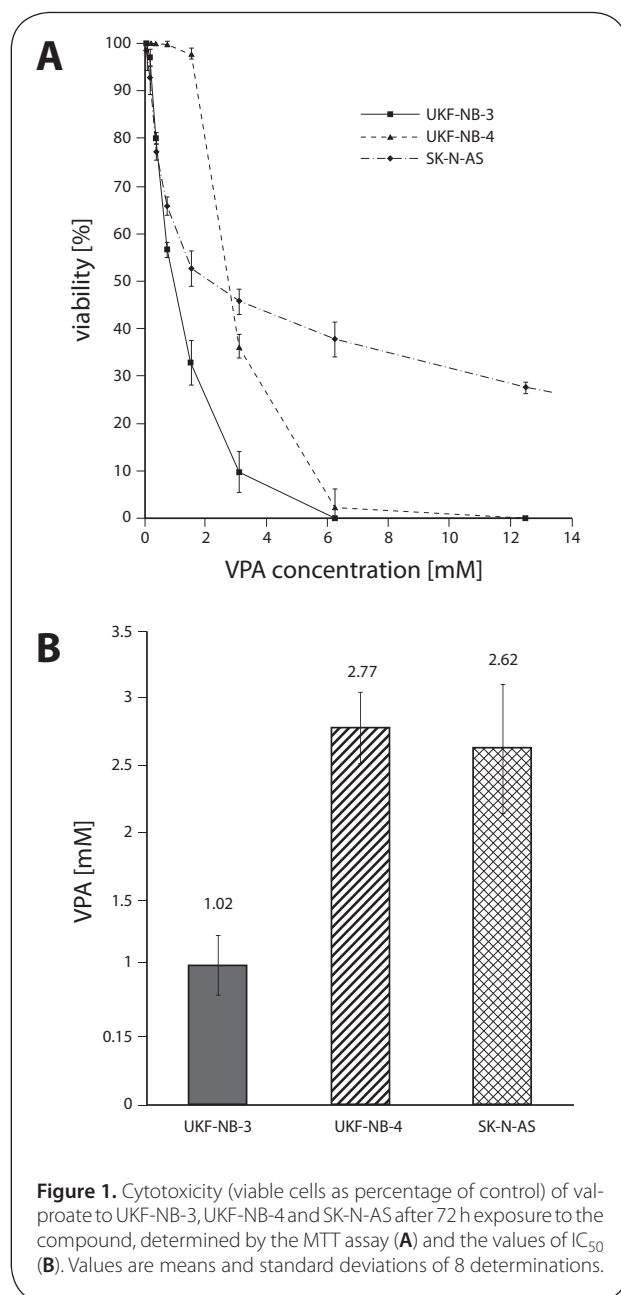 A
100
90
80
70
60
50
40
30
20
10
0
viability [%]
UKF-NB-3
UKF-NB-4
SK-N-AS
0 2 4 6 8 10 12 14
VPA concentration [mM]
B
3.5
3
2.5
2
1.5
1
0.15
0
VPA [mM]
1.02
2.77
2.62
UKF-NB-3 UKF-NB-4 SK-N-AS
Figure 1. Cytotoxicity (viable cells as percentage of control) of val-
proate to UKF-NB-3, UKF-NB-4 and SK-N-AS after 72 h exposure to the
compound, determined by the MTT assay (A) and the values of IC50
(B). Values are means and standard deviations of 8 determinations.